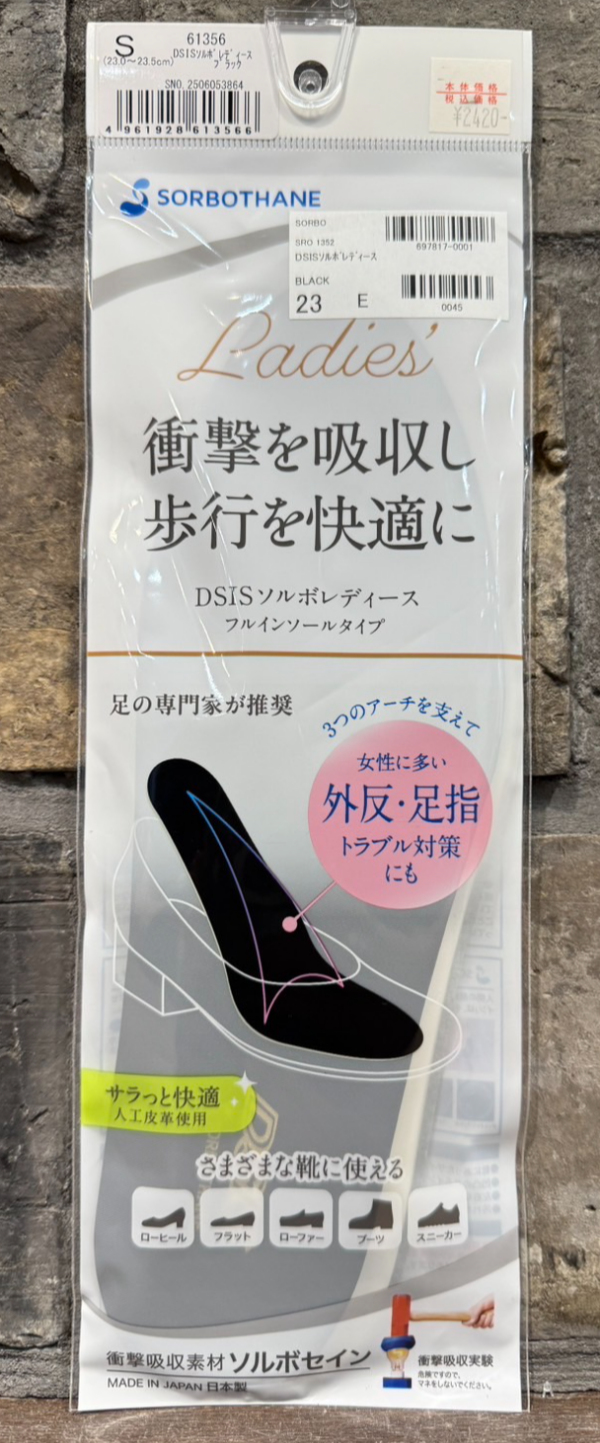 S
(23.0～23.5cm)
61356
DSISソルボレディース
ブラック
SNO. 2506053864
4 961928 613566
本体価格
税込価格
¥2420-
SORBOTHANE
SORBO
SRO 1352
DSISソルボレディース
697817-0001
BLACK
23 E
0045
Ladies'
衝撃を吸収し
歩行を快適に
DSISソルボレディース
フルインソールタイプ
足の専門家が推奨
3つのアーチを支えて
女性に多い
外反・足指
トラブル対策
にも
サラっと快適
人工皮革使用
さまざまな靴に使える
ローヒール
フラット
ローファー
ブーツ
スニーカー
衝撃吸収素材 ソルボセイン
MADE IN JAPAN 日本製
衝撃吸収実験
危険ですので、
マネをしないでください。